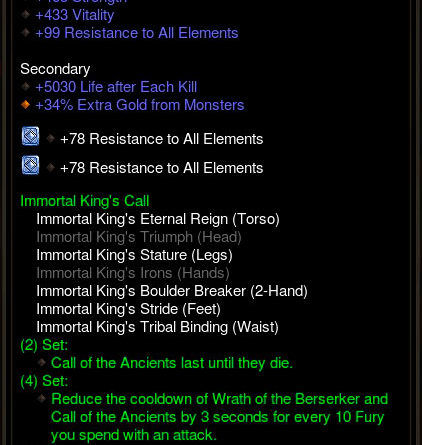 +433 Vitality
+99 Resistance to All Elements
Secondary
+5030 Life after Each Kill
+34% Extra Gold from Monsters
+78 Resistance to All Elements
+78 Resistance to All Elements
Immortal King's Call
Immortal King's Eternal Reign (Torso)
Immortal King's Triumph (Head)
Immortal King's Stature (Legs)
Immortal King's Irons (Hands)
Immortal King's Boulder Breaker (2-Hand)
Immortal King's Stride (Feet)
Immortal King's Tribal Binding (Waist)
(2) Set:
Call of the Ancients last until they die.
(4) Set:
Reduce the cooldown of Wrath of the Berserker and
Call of the Ancients by 3 seconds for every 10 Fury
you spend with an attack.